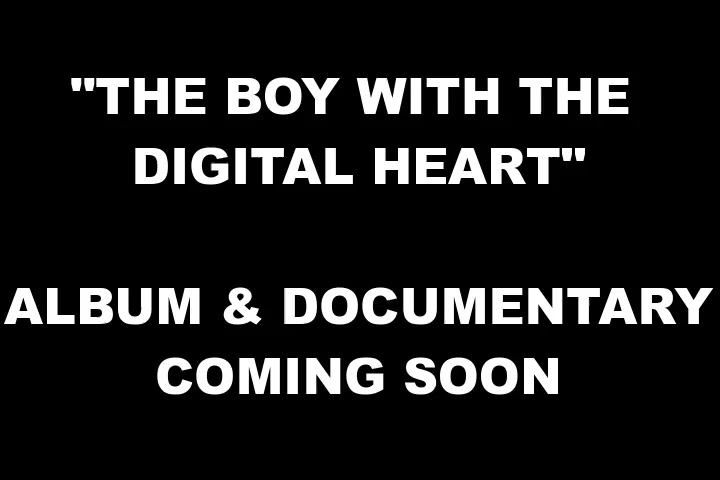 "THE BOY WITH THE
DIGITAL HEART"
ALBUM & DOCUMENTARY
COMING SOON